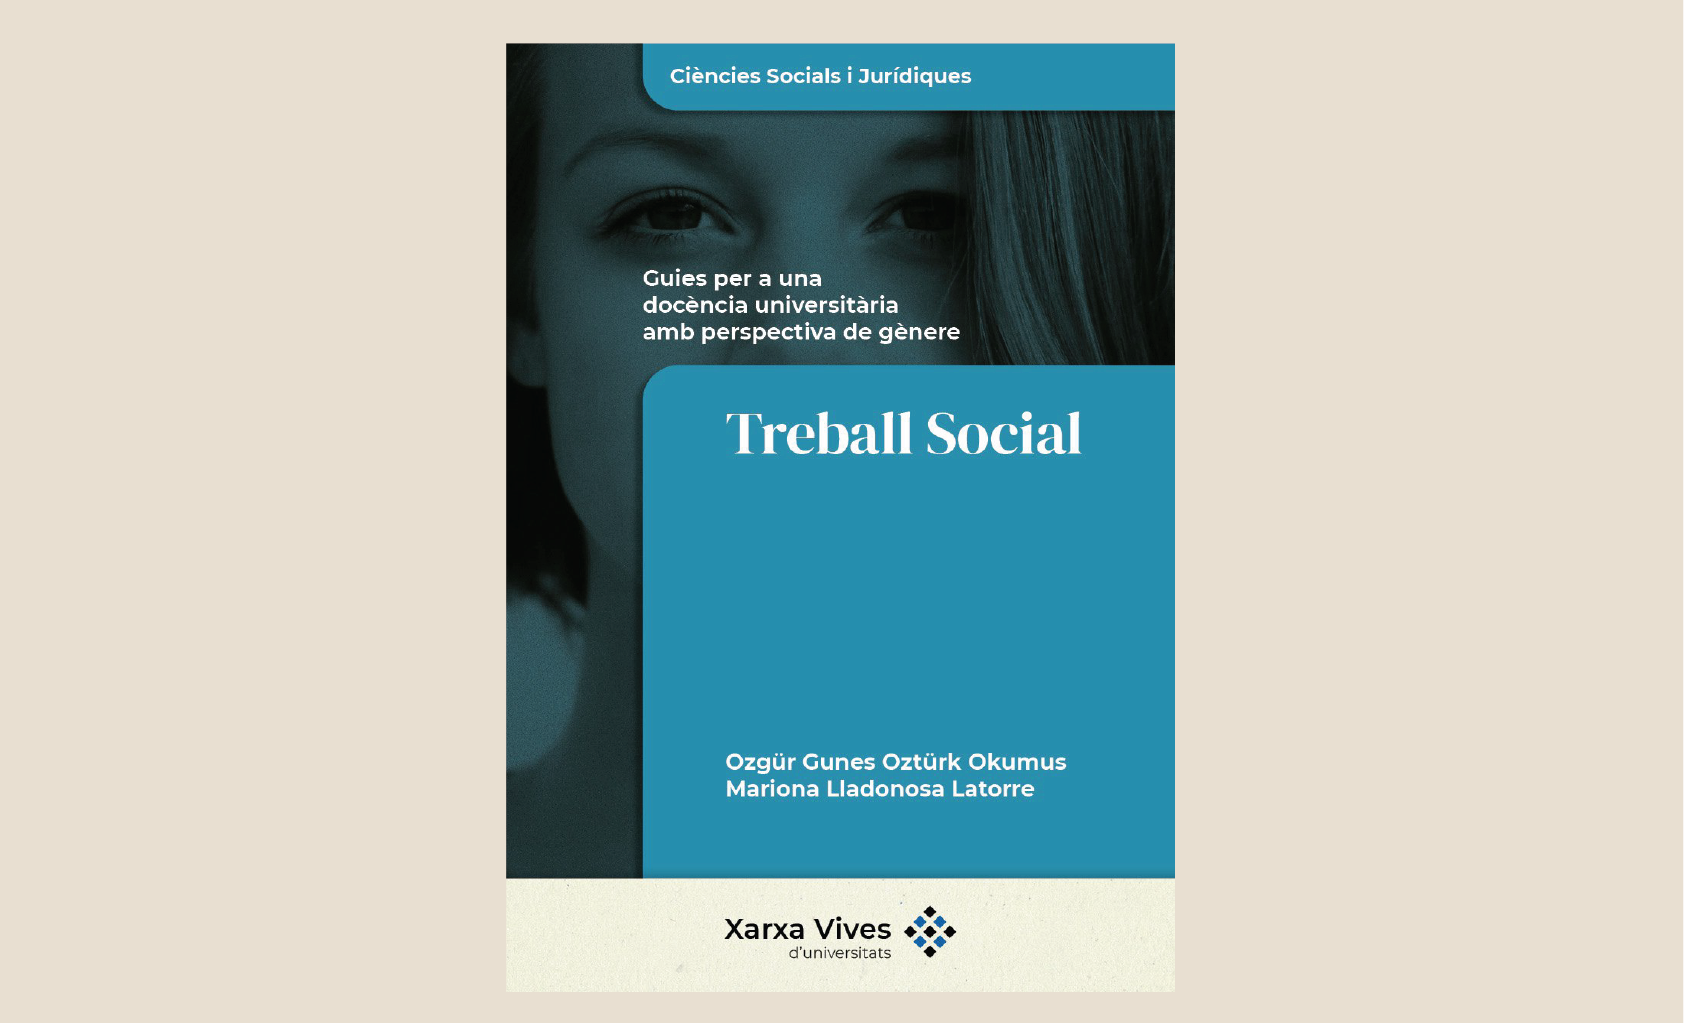 Ciències Socials i Jurídiques
Guies per a una
docència universitària
amb perspectiva de gènere
Treball Social
Ozgür Gunes Oztürk Okumus
Mariona Lladonosa Latorre
Xarxa Vives
d'universitats